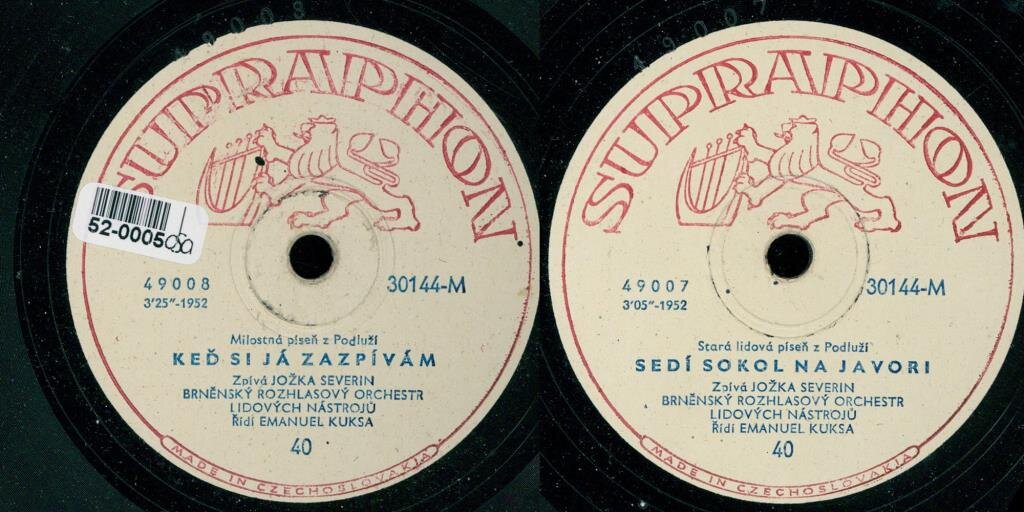 49008
SUPRAPHON
52-0005
49008
30144-M
3'25"-1952
Milostná píseň z Podluží
KEĎ SI JÁ ZAZPÍVÁM
Zpívá JOŽKA SEVERIN
BRNĚNSKÝ ROZHLASOVÝ ORCHESTR
LIDOVÝCH NÁSTROJŮ
Řídí EMANUEL KUKSA
40
MADE IN CZECHOSLOVAKIA
49007
SUPRAPHON
49007
30144-M
3'05"-1952
Stará lidová píseň z Podluží
SEDÍ SOKOL NA JAVORI
Zpívá JOŽKA SEVERIN
BRNĚNSKÝ ROZHLASOVÝ ORCHESTR
LIDOVÝCH NÁSTROJŮ
Řídí EMANUEL KUKSA
40
MADE IN CZECHOSLOVAKIA